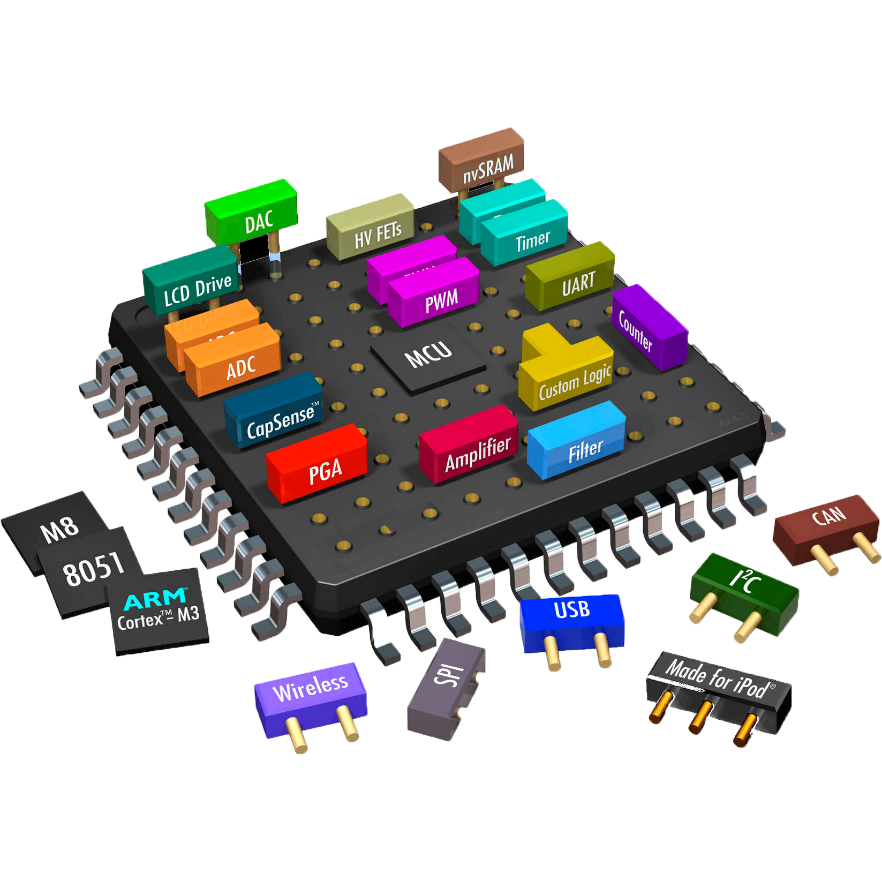 nvSRAM
DAC
HV FETs
Timer
LCD Drive
PWM
UART
Counter
ADC
MCU
Custom Logic
CapSense™
PGA
Amplifier
Filter
M8
8051
ARM
Cortex™-M3
CAN
I²C
USB
SPI
Made for iPod®
Wireless